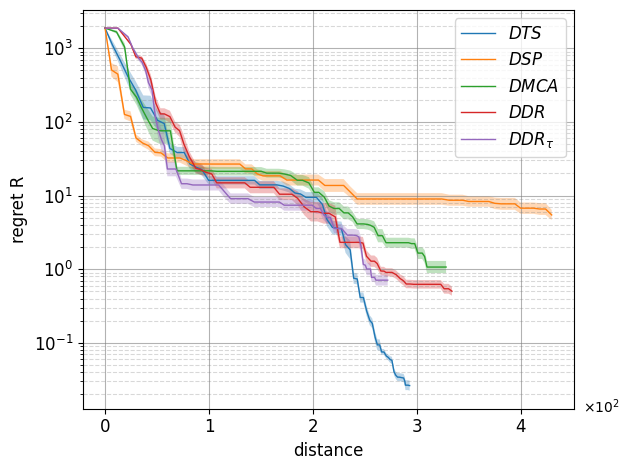 10³
10²
10¹
10⁰
10⁻¹
regret R
0
1
2
3
4
×10²
distance
DTS
DSP
DMCA
DDR
DDRτ